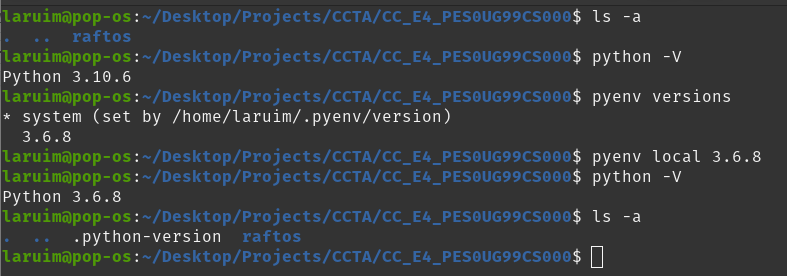 laruim@pop-os:~/Desktop/Projects/CCTA/CC_E4_PES0UG99CS000$ ls -a
.  ..  raftos
laruim@pop-os:~/Desktop/Projects/CCTA/CC_E4_PES0UG99CS000$ python -V
Python 3.10.6
laruim@pop-os:~/Desktop/Projects/CCTA/CC_E4_PES0UG99CS000$ pyenv versions
* system (set by /home/laruim/.pyenv/version)
  3.6.8
laruim@pop-os:~/Desktop/Projects/CCTA/CC_E4_PES0UG99CS000$ pyenv local 3.6.8
laruim@pop-os:~/Desktop/Projects/CCTA/CC_E4_PES0UG99CS000$ python -V
Python 3.6.8
laruim@pop-os:~/Desktop/Projects/CCTA/CC_E4_PES0UG99CS000$ ls -a
.  ..  .python-version  raftos
laruim@pop-os:~/Desktop/Projects/CCTA/CC_E4_PES0UG99CS000$